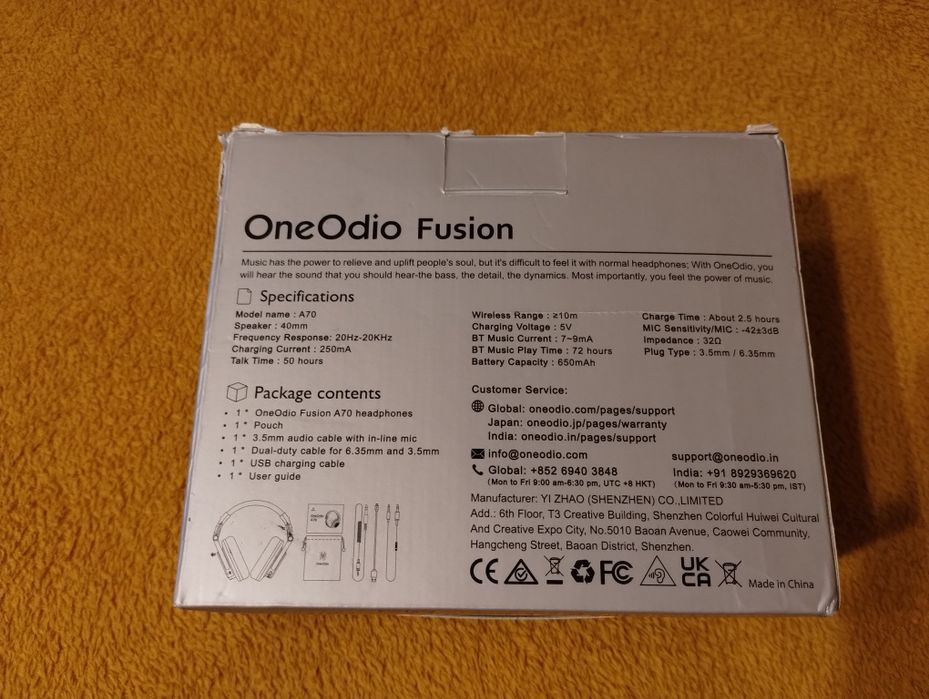 OneOdio Fusion
Music has the power to relieve and uplift people's soul, but it's difficult to feel it with normal headphones; With OneOdio, you
will hear the sound that you should hear-the bass, the detail, the dynamics. Most importantly, you feel the power of music.
Specifications
Model name : A70
Speaker : 40mm
Frequency Response: 20Hz-20KHz
Charging Current : 250mA
Talk Time : 50 hours
Wireless Range : ≥10m
Charging Voltage : 5V
BT Music Current : 7~9mA
BT Music Play Time : 72 hours
Battery Capacity : 650mAh
Charge Time : About 2.5 hours
MIC Sensitivity/MIC : -42±3dB
Impedance : 32Ω
Plug Type : 3.5mm / 6.35mm
Package contents
• 1 * OneOdio Fusion A70 headphones
• 1 * Pouch
• 1 * 3.5mm audio cable with in-line mic
• 1 * Dual-duty cable for 6.35mm and 3.5mm
• 1 * USB charging cable
• 1 * User guide
Customer Service:
Global: oneodio.com/pages/support
Japan: oneodio.jp/pages/warranty
India: oneodio.in/pages/support
info@oneodio.com
support@oneodio.in
Global: +852 6940 3848
(Mon to Fri 9:00 am-6:30 pm, UTC +8 HKT)
India: +91 8929369620
(Mon to Fri 9:30 am-5:30 pm, IST)
Manufacturer: YI ZHAO (SHENZHEN) CO.,LIMITED
Add.: 6th Floor, T3 Creative Building, Shenzhen Colorful Huiwei Cultural
And Creative Expo City, No.5010 Baoan Avenue, Caowei Community,
Hangcheng Street, Baoan District, Shenzhen.
CE FC UK CA Made in China